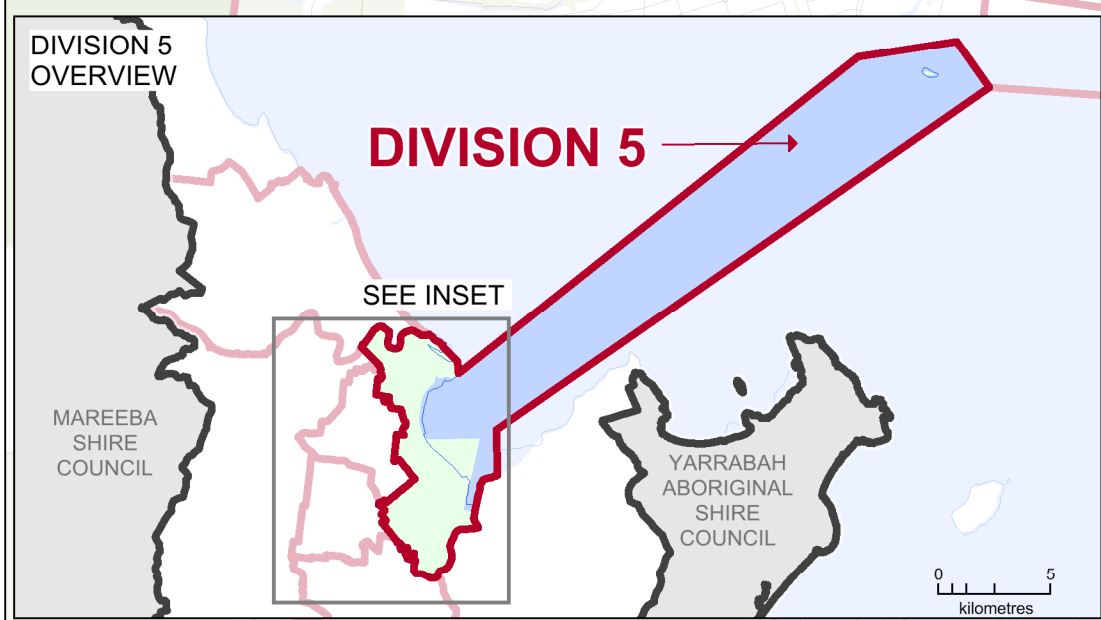 DIVISION 5
OVERVIEW
DIVISION 5
SEE INSET
MAREEBA
SHIRE
COUNCIL
YARRABAH
ABORIGINAL
SHIRE
COUNCIL
0 5
kilometres